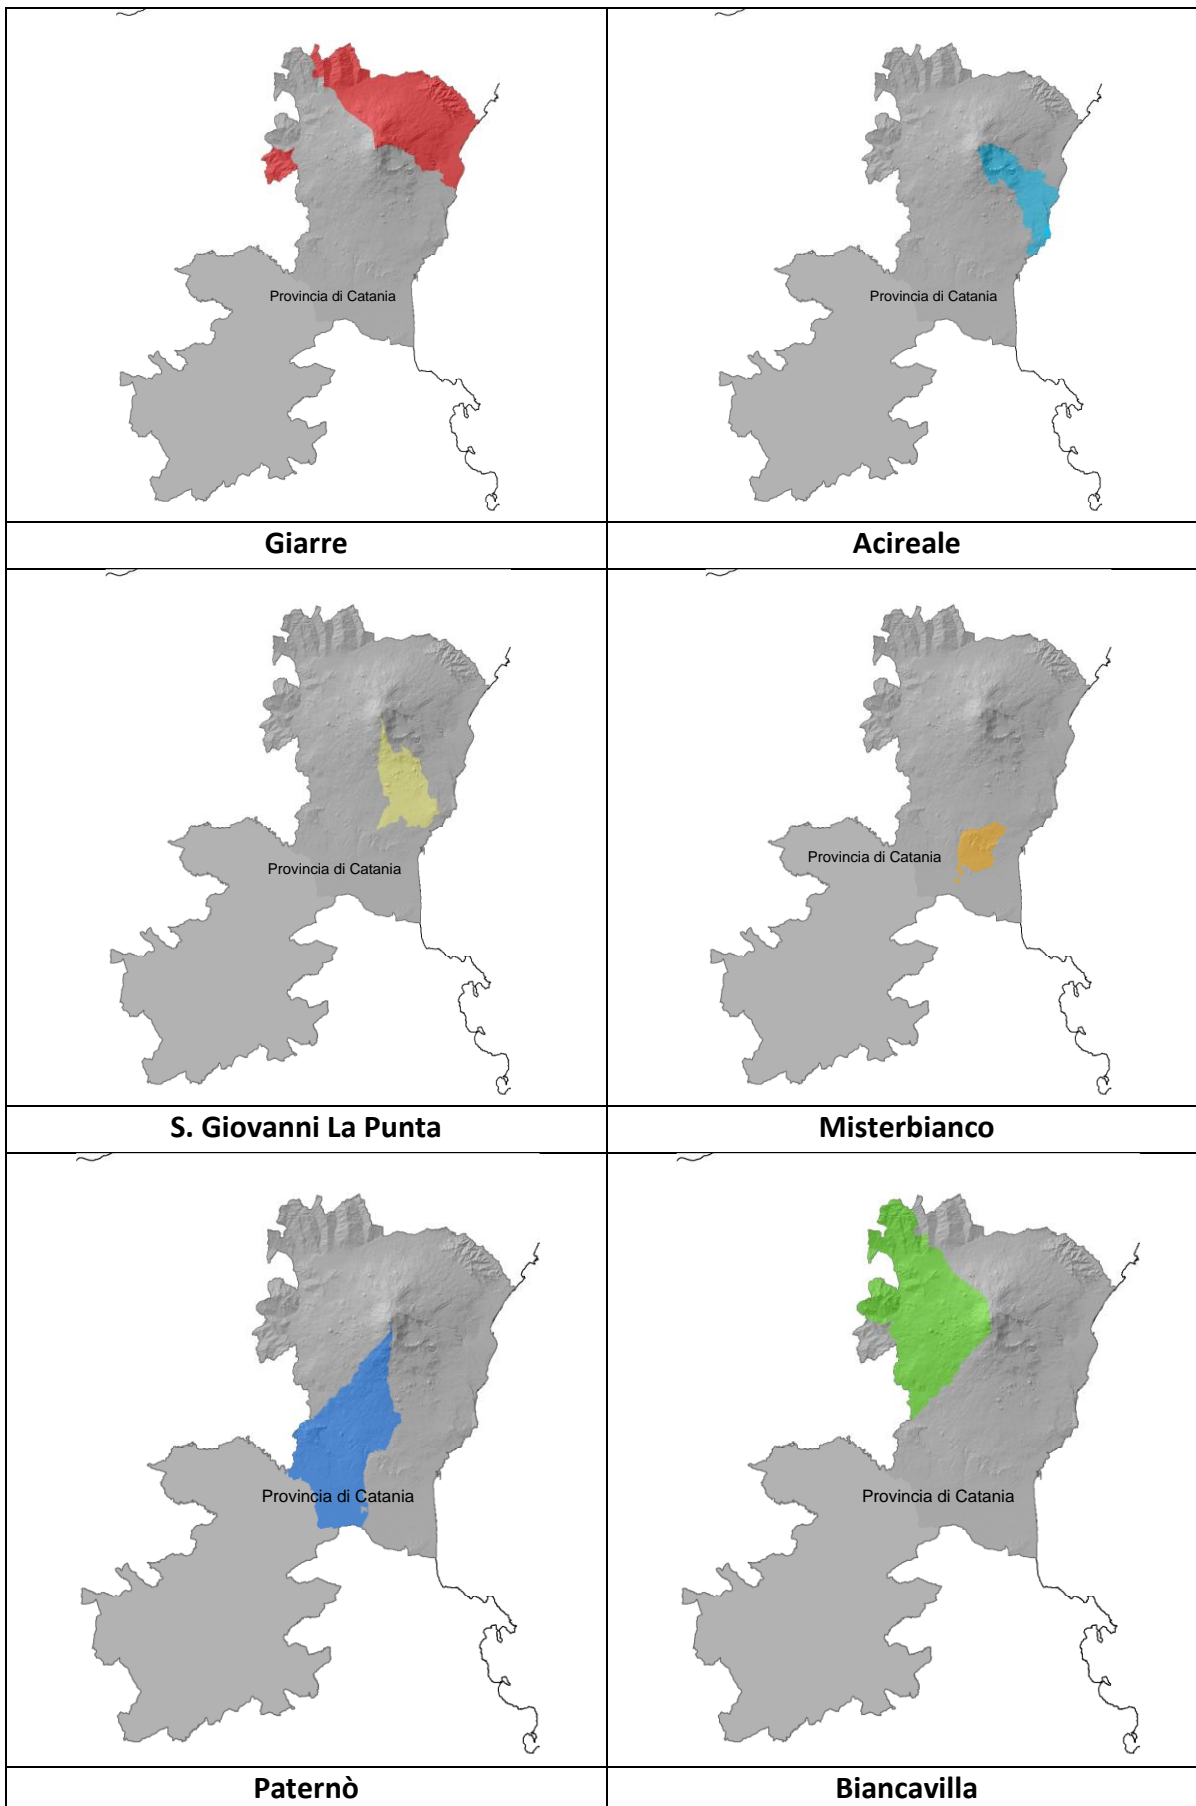 Provincia di Catania
Provincia di Catania
Giarre
Acireale
Provincia di Catania
Provincia di Catania
S. Giovanni La Punta
Misterbianco
Provincia di Catania
Provincia di Catania
Paternò
Biancavilla